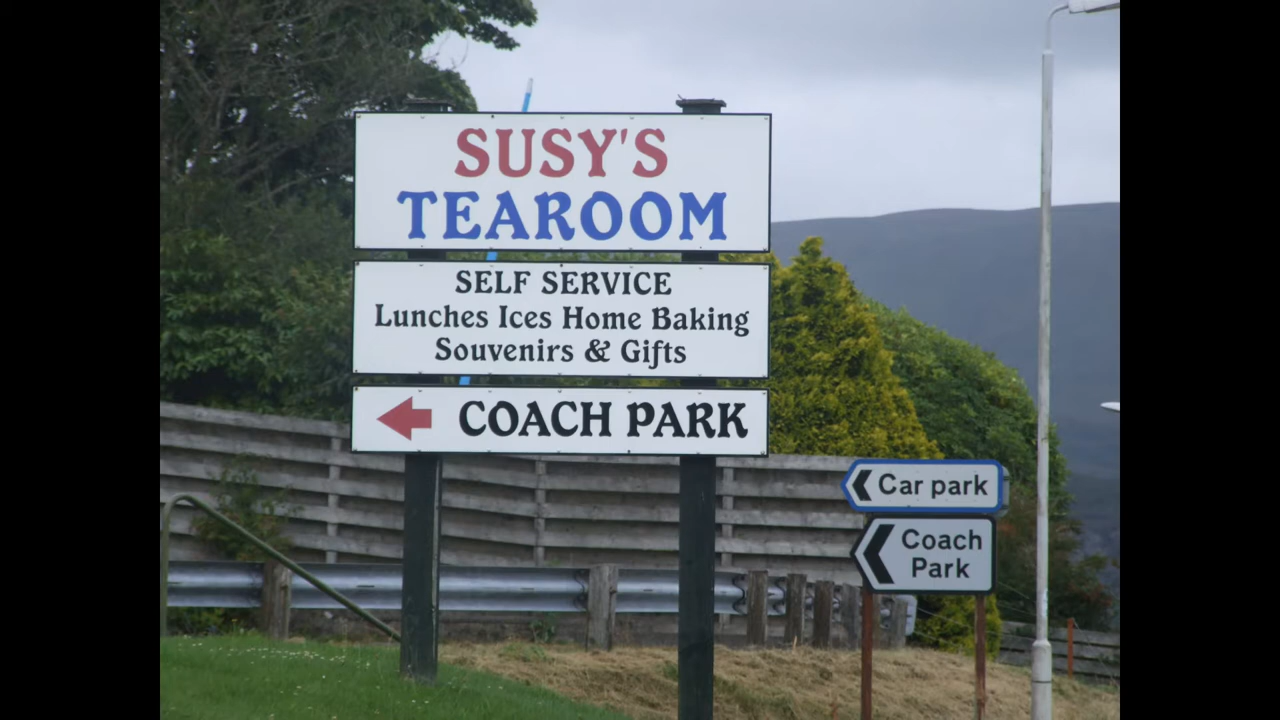 SUSY'S
TEAROOM
SELF SERVICE
Lunches Ices Home Baking
Souvenirs & Gifts
COACH PARK
Car park
Coach
Park